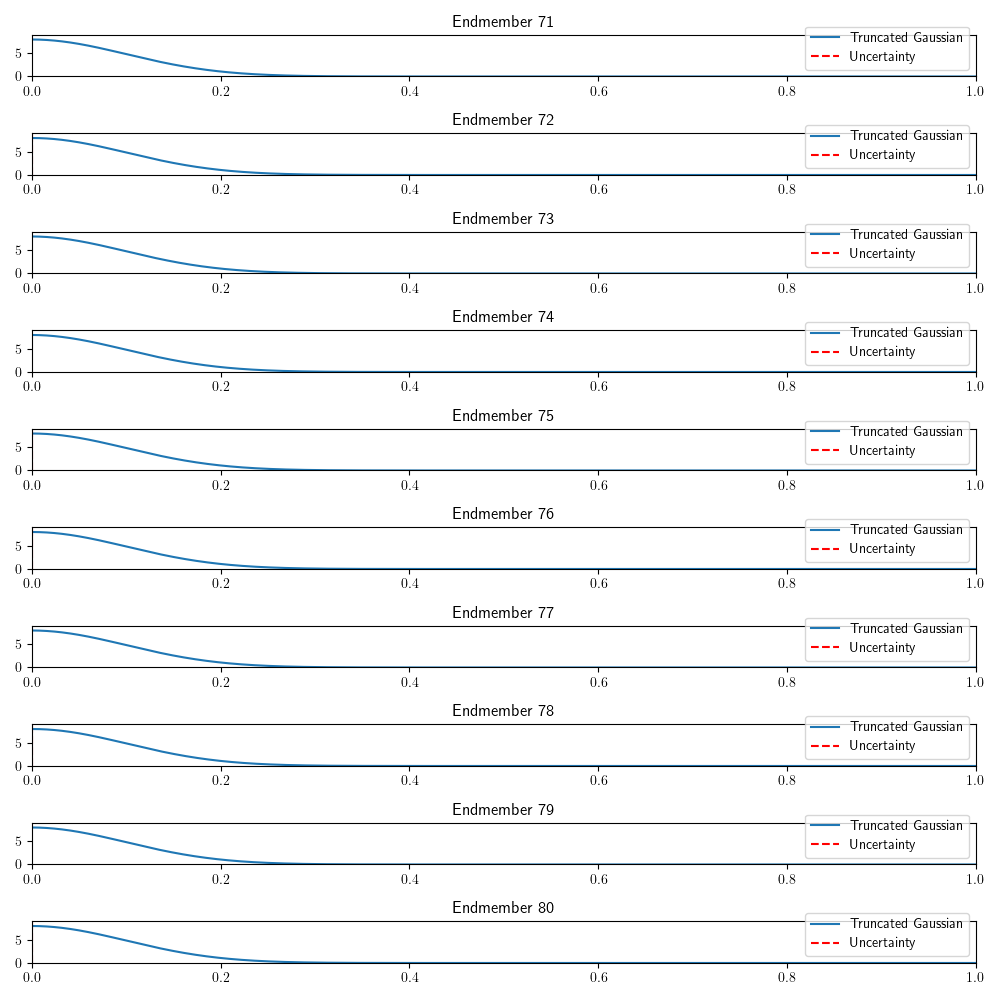 Endmember 71
Truncated Gaussian
Uncertainty
5
0
0.0 0.2 0.4 0.6 0.8 1.0
Endmember 72
Truncated Gaussian
Uncertainty
5
0
0.0 0.2 0.4 0.6 0.8 1.0
Endmember 73
Truncated Gaussian
Uncertainty
5
0
0.0 0.2 0.4 0.6 0.8 1.0
Endmember 74
Truncated Gaussian
Uncertainty
5
0
0.0 0.2 0.4 0.6 0.8 1.0
Endmember 75
Truncated Gaussian
Uncertainty
5
0
0.0 0.2 0.4 0.6 0.8 1.0
Endmember 76
Truncated Gaussian
Uncertainty
5
0
0.0 0.2 0.4 0.6 0.8 1.0
Endmember 77
Truncated Gaussian
Uncertainty
5
0
0.0 0.2 0.4 0.6 0.8 1.0
Endmember 78
Truncated Gaussian
Uncertainty
5
0
0.0 0.2 0.4 0.6 0.8 1.0
Endmember 79
Truncated Gaussian
Uncertainty
5
0
0.0 0.2 0.4 0.6 0.8 1.0
Endmember 80
Truncated Gaussian
Uncertainty
5
0
0.0 0.2 0.4 0.6 0.8 1.0